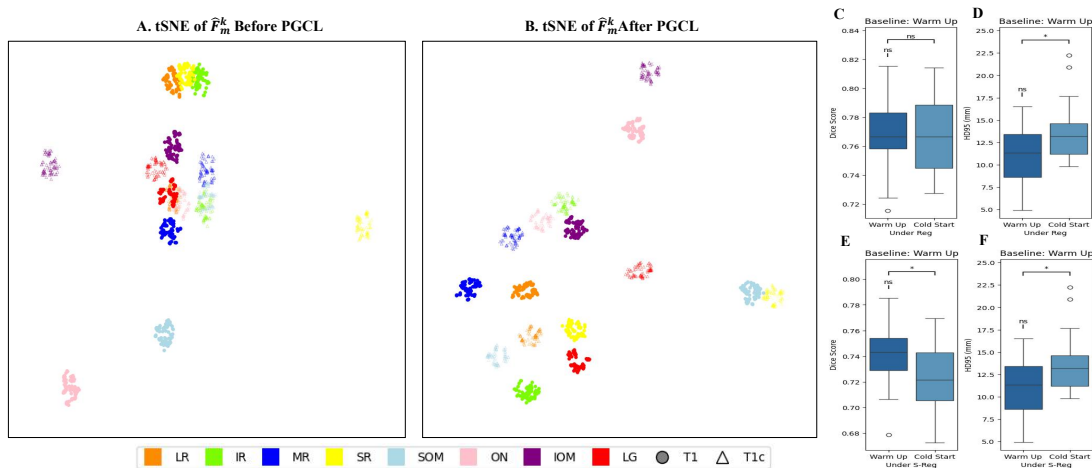 A. tSNE of F̂ₘᵏ Before PGCL
B. tSNE of F̂ₘᵏ After PGCL
LR IR MR SR SOM ON IOM LG T1 T1c
C
Baseline: Warm Up
ns
ns
Dice Score
0.84
0.82
0.80
0.78
0.76
0.74
0.72
Warm Up Cold Start
Under Reg
D
Baseline: Warm Up
*
ns
HD95 (mm)
25.0
22.5
20.0
17.5
15.0
12.5
10.0
7.5
5.0
Warm Up Cold Start
Under Reg
E
Baseline: Warm Up
*
ns
Dice Score
0.80
0.78
0.76
0.74
0.72
0.70
0.68
Warm Up Cold Start
Under S-Reg
F
Baseline: Warm Up
*
ns
HD95 (mm)
25.0
22.5
20.0
17.5
15.0
12.5
10.0
7.5
5.0
Warm Up Cold Start
Under S-Reg